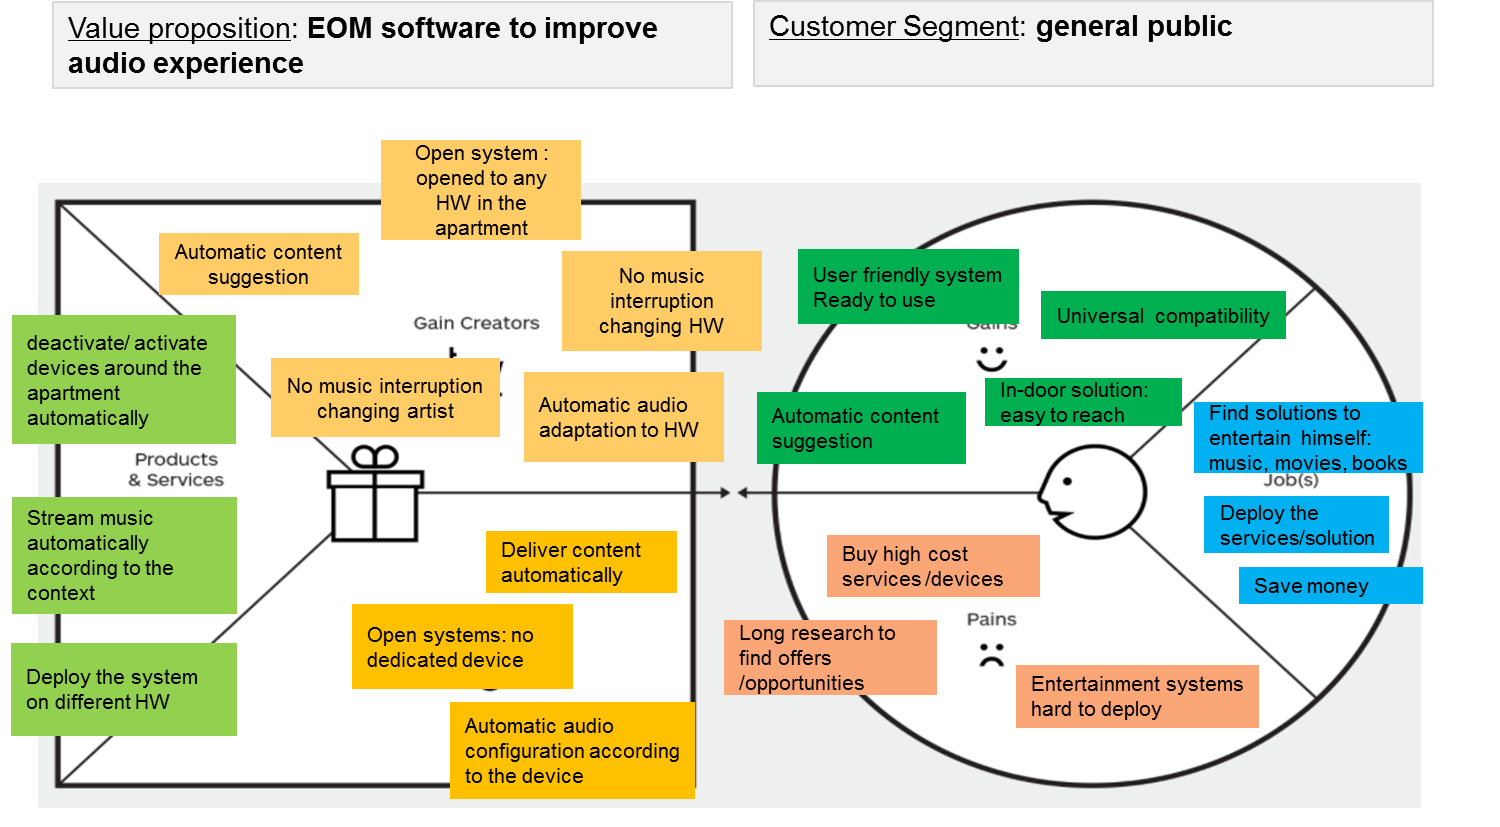 Value proposition: EOM software to improve
audio experience
Customer Segment: general public
Open system :
opened to any
HW in the
apartment
Automatic content
suggestion
No music
interruption
changing HW
Gain Creators
deactivate/ activate
devices around the
apartment
automatically
No music interruption
changing artist
Automatic audio
adaptation to HW
Products
& Services
Stream music
automatically
according to the
context
Deliver content
automatically
Open systems: no
dedicated device
Deploy the system
on different HW
Automatic audio
configuration according
to the device
User friendly system
Ready to use
Gains
Universal compatibility
In-door solution:
easy to reach
Automatic content
suggestion
Find solutions to
entertain himself:
music, movies, books
Job(s)
Deploy the
services/solution
Save money
Buy high cost
services/devices
Pains
Long research to
find offers
/opportunities
Entertainment systems
hard to deploy